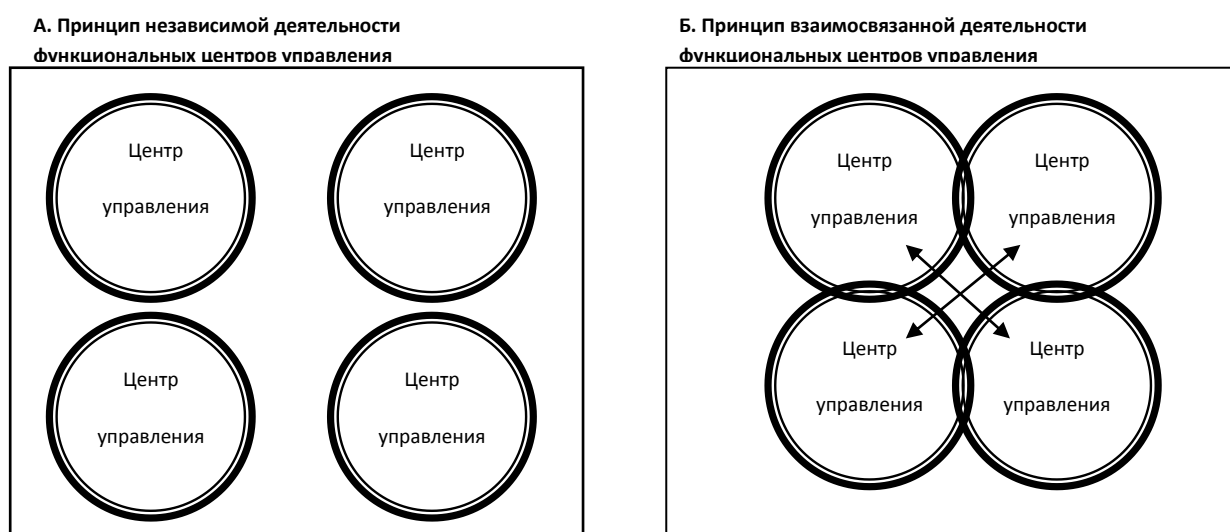 А. Принцип независимой деятельности
функциональных центров управления
Центр
управления
Центр
управления
Центр
управления
Центр
управления
Б. Принцип взаимосвязанной деятельности
функциональных центров управления
Центр
управления
Центр
управления
Центр
управления
Центр
управления